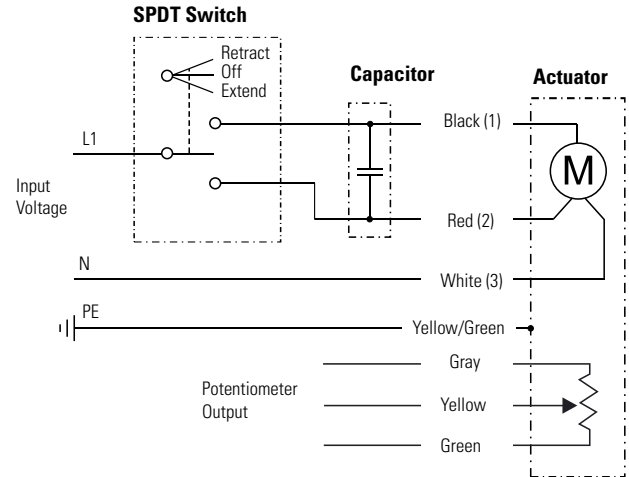 SPDT Switch
Retract
Off
Extend
Capacitor
Actuator
L1
Black (1)
M
Input
Voltage
Red (2)
N
White (3)
PE
Yellow/Green
Gray
Potentiometer
Output
Yellow
Green